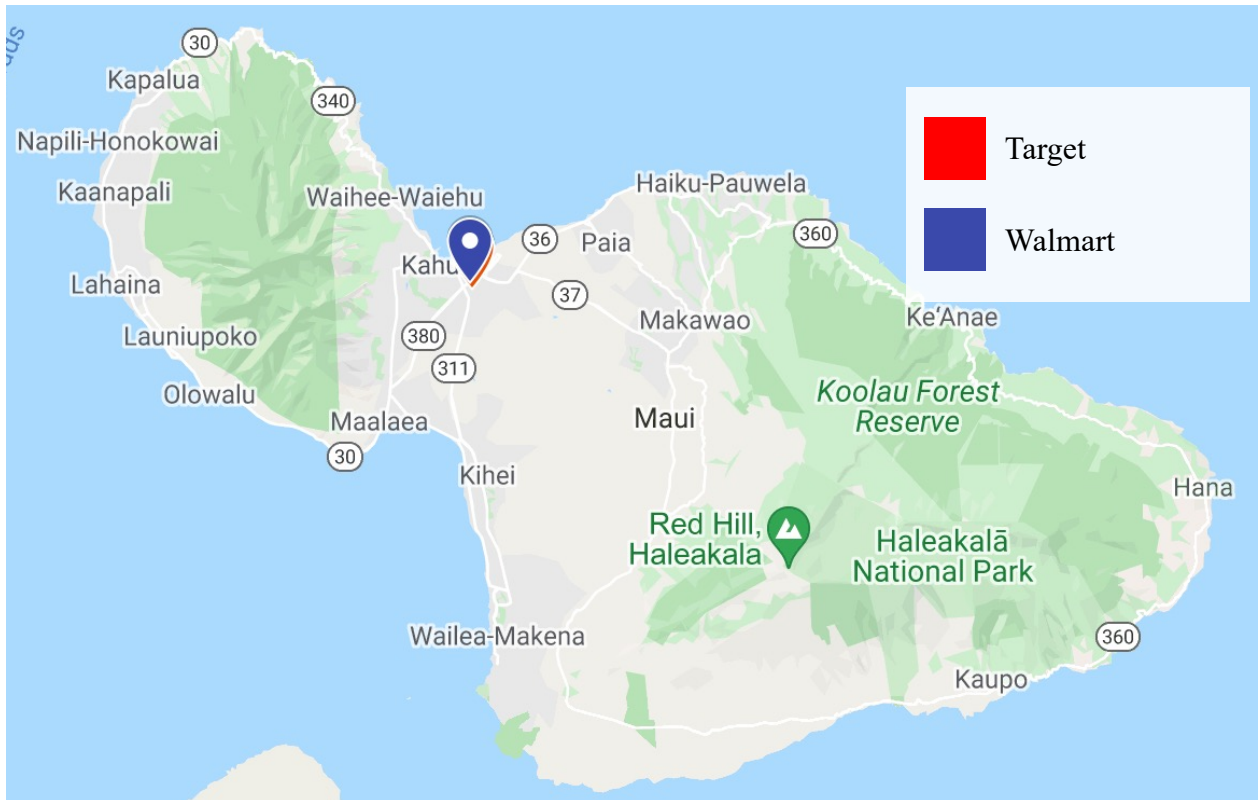 30
Kapalua
340
Napili-Honokowai
Kaanapali
Waihee-Waiehu
Haiku-Pauwela
Target
Walmart
36
Paia
360
37
Lahaina
Launiupoko
380
311
Makawao
Ke‘Anae
Olowalu
Maalaea
30
Maui
Koolau Forest
Reserve
Kihei
Hana
Red Hill,
Haleakala
Haleakalā
National Park
Wailea-Makena
360
Kaupo